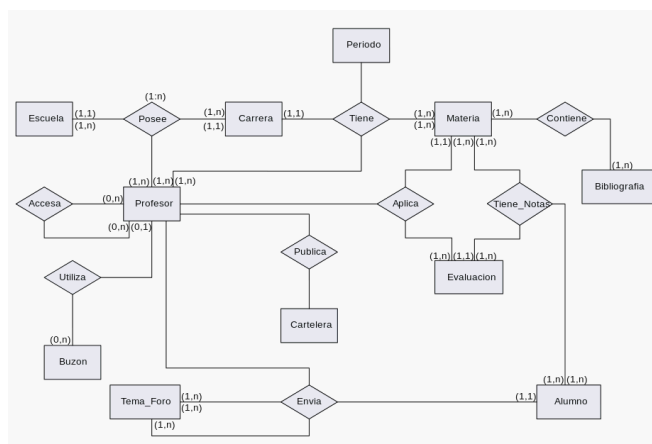 Periodo
(1:n)
Escuela
(1,1)
(1,n)
Posee
(1,n)
(1,1)
Carrera
(1,1)
Tiene
(1,n)
(1,n)
Materia
(1,n)
Contiene
(1,1) (1,n) (1,n)
(1,n)
Bibliografia
(1,n) (1,n) (1,n)
Accesa
(0,n)
Profesor
Aplica
Tiene_Notas
(0,n) (0,1)
Publica
(1,n) (1,1) (1,n)
Evaluacion
Utiliza
Cartelera
(0,n)
Buzon
(1,n) (1,n)
Tema_Foro
(1,n)
(1,n)
Envia
(1,1)
Alumno
(1,n)